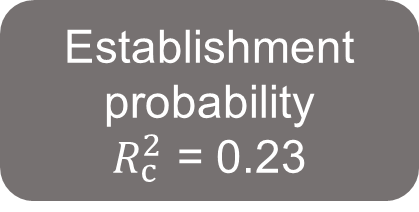 Establishment
probability
R²c = 0.23